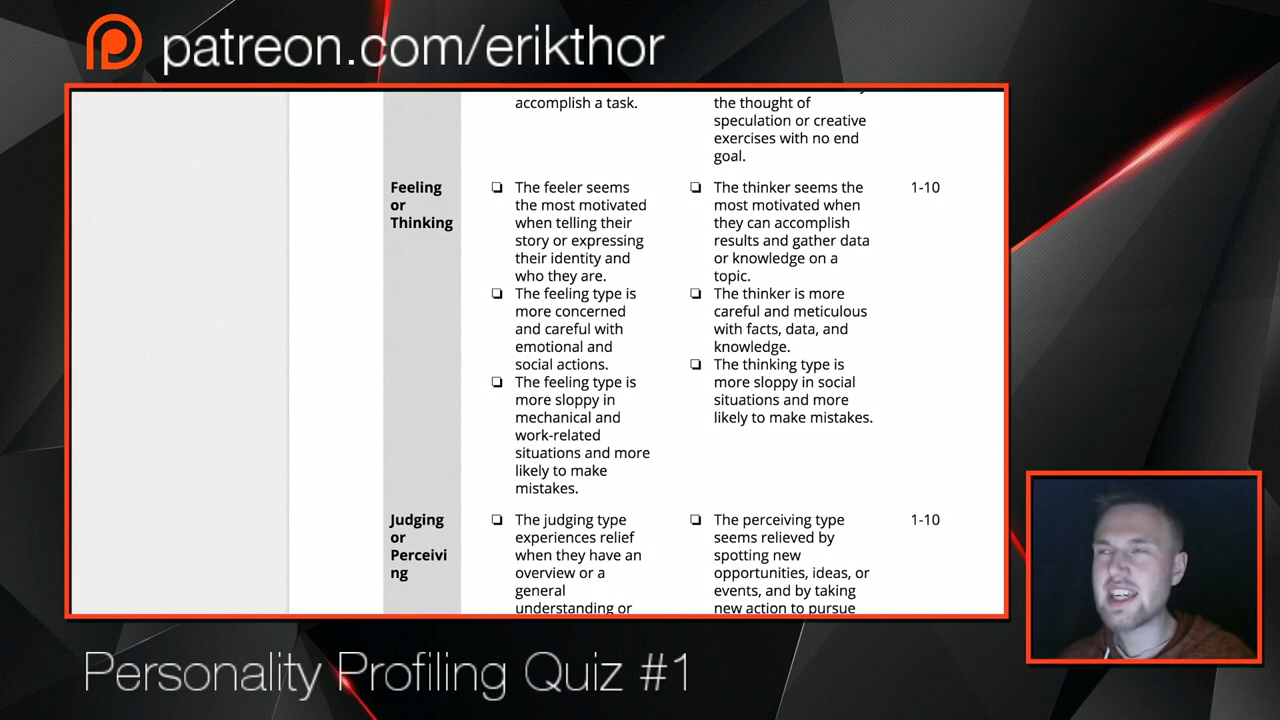 patreon.com/erikthor
accomplish a task.
the thought of
speculation or creative
exercises with no end
goal.
Feeling
or
Thinking
The feeler seems
the most motivated
when telling their
story or expressing
their identity and
who they are.
The feeling type is
more concerned
and careful with
emotional and
social actions.
The feeling type is
more sloppy in
mechanical and
work-related
situations and more
likely to make
mistakes.
The thinker seems the
most motivated when
they can accomplish
results and gather data
or knowledge on a
topic.
The thinker is more
careful and meticulous
with facts, data, and
knowledge.
The thinking type is
more sloppy in social
situations and more
likely to make mistakes.
1-10
Judging
or
Perceivi
ng
The judging type
experiences relief
when they have an
overview or a
general
understanding or
The perceiving type
seems relieved by
spotting new
opportunities, ideas, or
events, and by taking
new action to pursue
1-10
Personality Profiling Quiz #1